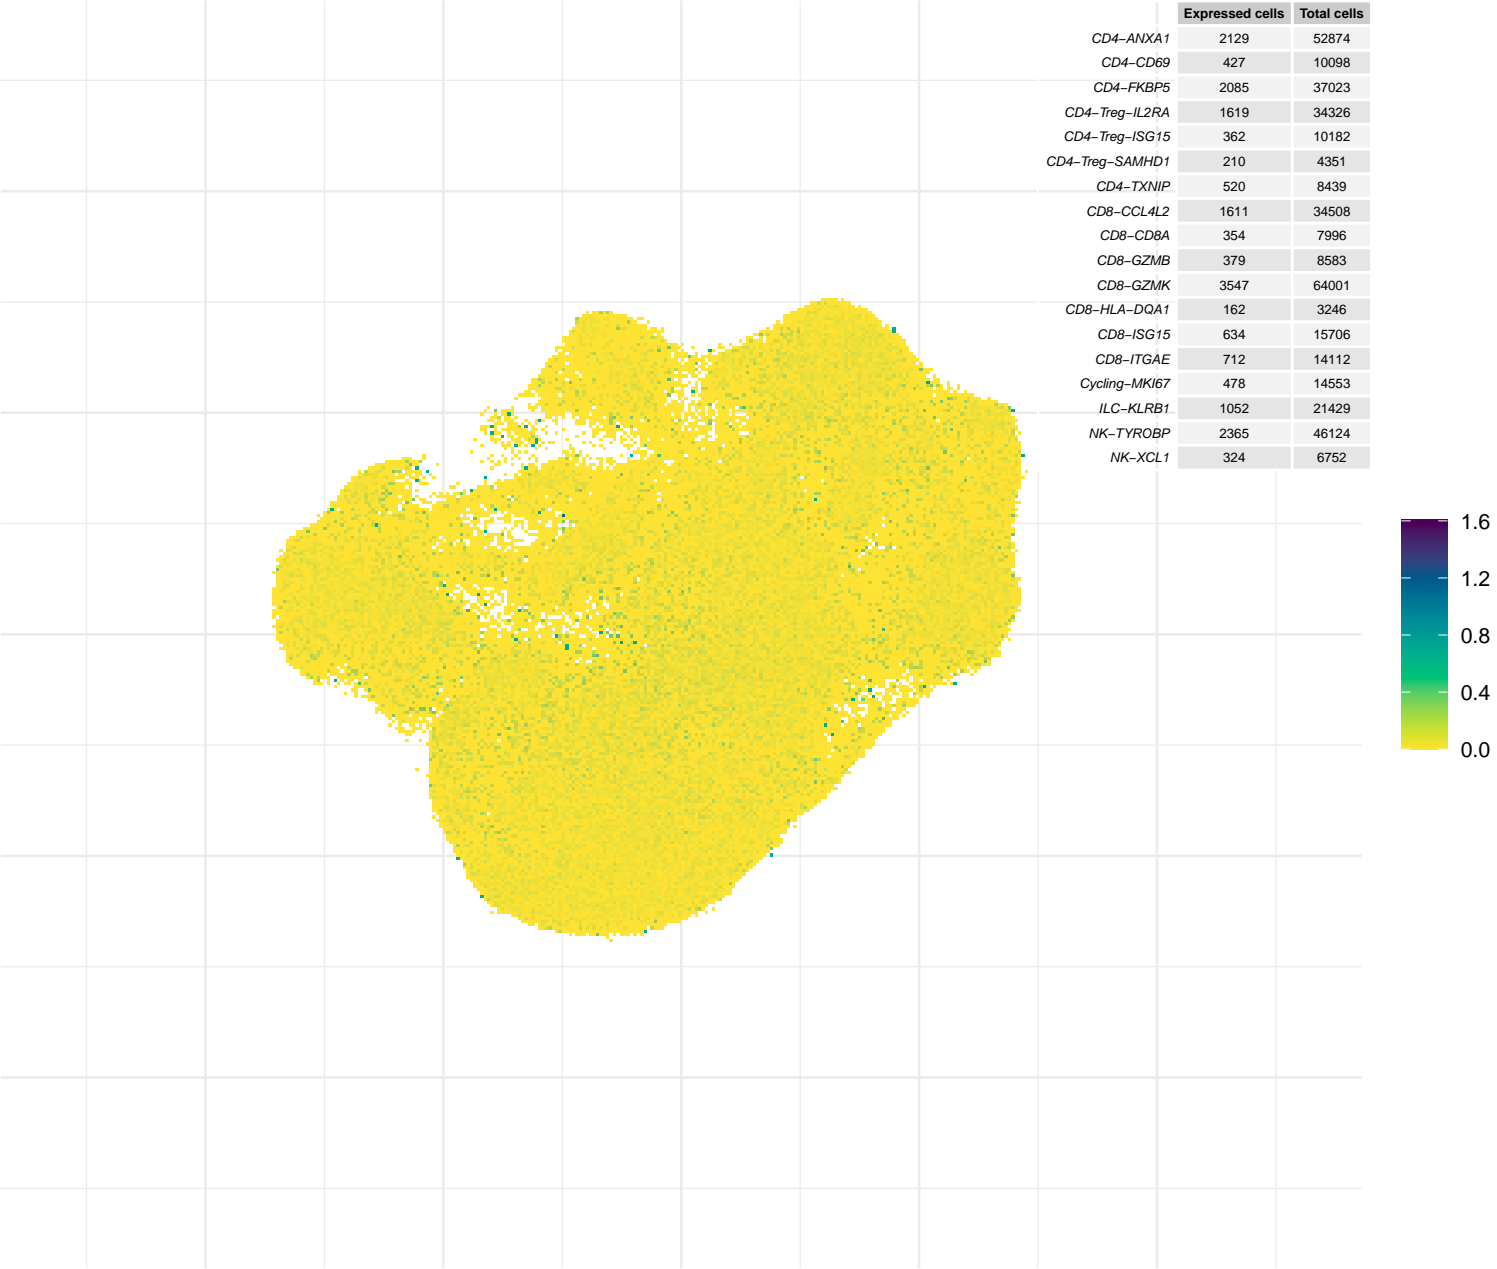 Expressed cells Total cells
CD4−ANXA1 2129 52874
CD4−CD69 427 10098
CD4−FKBP5 2085 37023
CD4−Treg−IL2RA 1619 34326
CD4−Treg−ISG15 362 10182
CD4−Treg−SAMHD1 210 4351
CD4−TXNIP 520 8439
CD8−CCL4L2 1611 34508
CD8−CD8A 354 7996
CD8−GZMB 379 8583
CD8−GZMK 3547 64001
CD8−HLA−DQA1 162 3246
CD8−ISG15 634 15706
CD8−ITGAE 712 14112
Cycling−MKI67 478 14553
ILC−KLRB1 1052 21429
NK−TYROBP 2365 46124
NK−XCL1 324 6752
1.6
1.2
0.8
0.4
0.0